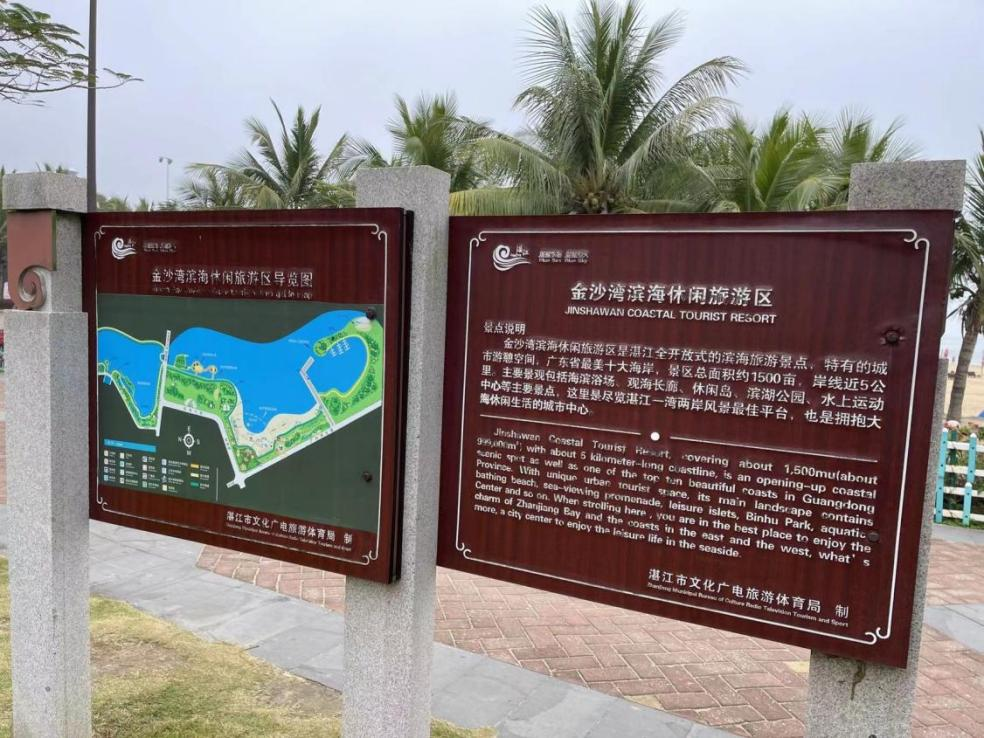 金沙湾滨海休闲旅游区导览图
湛江市文化广电旅游体育局 制
湛江
金沙湾滨海休闲旅游区
JINSHAWAN COASTAL TOURIST RESORT
景点说明
金沙湾滨海休闲旅游区是湛江全开放式的滨海旅游景点，特有的城
市游憩空间，广东省最美十大海岸，景区总面积约1500亩，岸线近5公
里。主要景观包括海滨浴场、观海长廊、休闲岛、滨湖公园、水上运动
中心等主要景点，这里是尽览湛江一湾两岸风景最佳平台，也是拥抱大
海休闲生活的城市中心。
Jinshawan Coastal Tourist Resort, covering about 1,500mu(about
999,000m²) with about 5 kilometer-long coastline, is an opening-up coastal
scenic spot as well as one of the top ten beautiful coasts in Guangdong
Province. With unique urban tourist space, its main landscape contains
bathing beach, sea-viewing promenade, leisure islets, Binhu Park, aquatic
Center and so on. When strolling here, you are in the best place to enjoy the
charm of Zhanjiang Bay and the coasts in the east and the west, what's
more, a city center to enjoy the leisure life in the seaside.
湛江市文化广电旅游体育局 制
Zhanjiang Municipal Bureau of Culture Radio Television Tourism and Sport